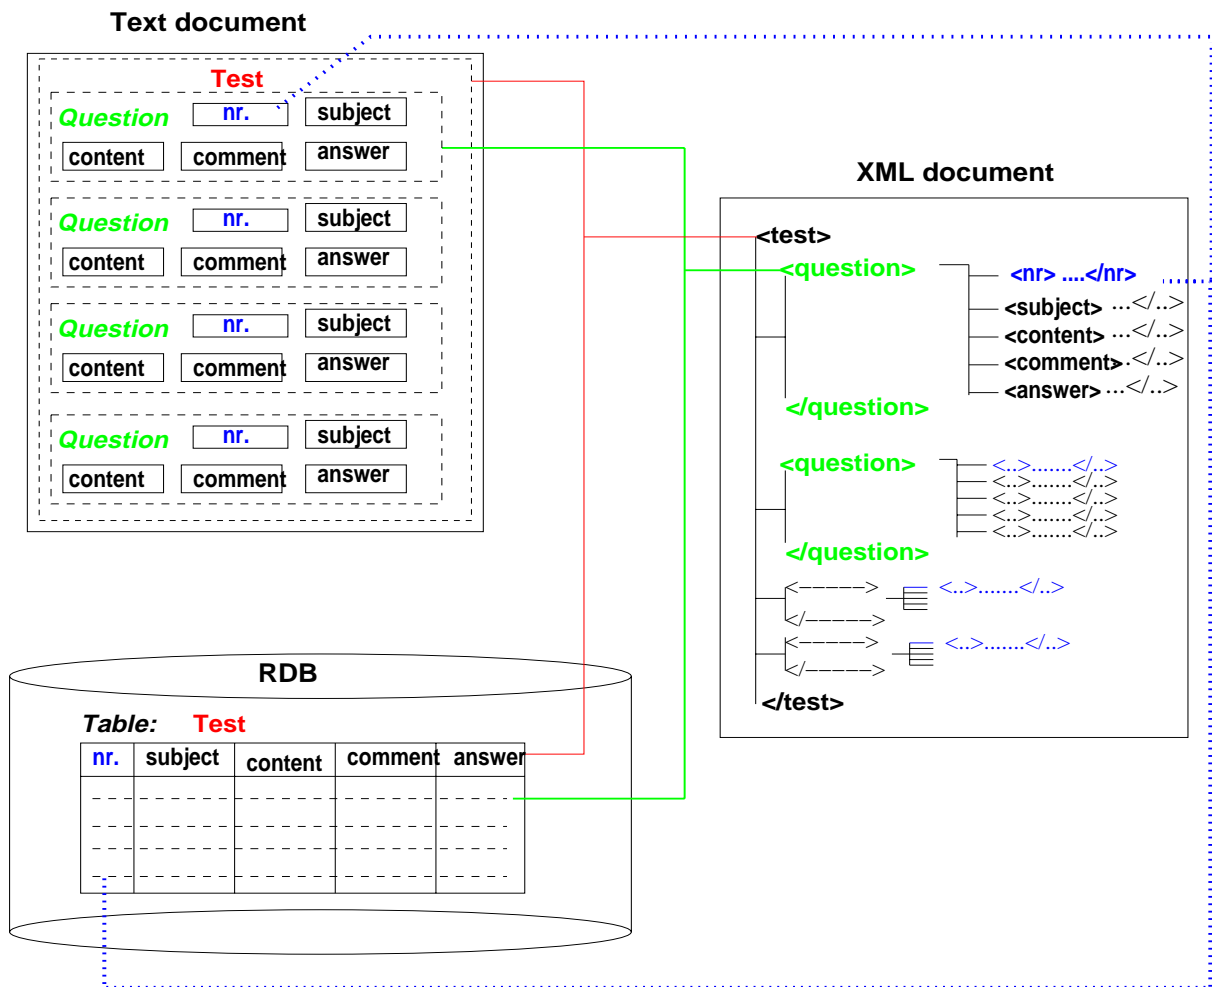 Text document
Test
Question nr. subject
content comment answer
Question nr. subject
content comment answer
Question nr. subject
content comment answer
Question nr. subject
content comment answer
XML document
<test>
<question>
<nr> ....</nr>
<subject> ...</..>
<content> ...</..>
<comment>...</..>
<answer> ...</..>
</question>
<question>
<..>.......</..>
<..>.......</..>
<..>.......</..>
<..>.......</..>
<..>.......</..>
</question>
<-----> <..>.......</..>
</----->
<-----> <..>.......</..>
</----->
</test>
RDB
Table: Test
nr. subject content comment answer